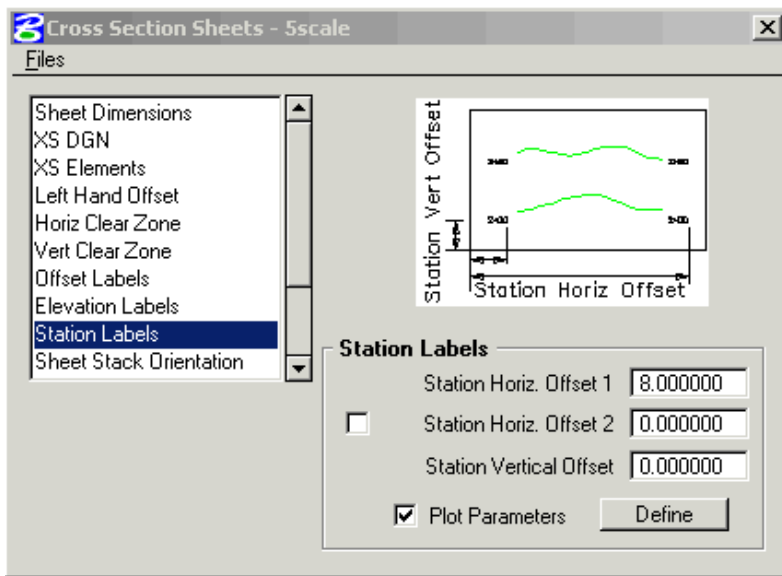 Cross Section Sheets - 5scale
Files
Sheet Dimensions
XS DGN
XS Elements
Left Hand Offset
Horiz Clear Zone
Vert Clear Zone
Offset Labels
Elevation Labels
Station Labels
Sheet Stack Orientation
Station Vert Offset
Station Horiz Offset
Station Labels
Station Horiz. Offset 1 8.000000
Station Horiz. Offset 2 0.000000
Station Vertical Offset 0.000000
Plot Parameters Define